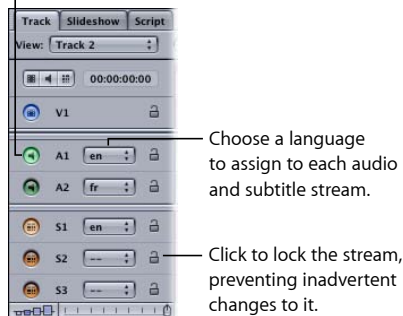 Track Slideshow Script
View: Track 2
00:00:00:00
V1
A1 en
A2 fr
S1 en
S2 --
S3 --
Choose a language
to assign to each audio
and subtitle stream.
Click to lock the stream,
preventing inadvertent
changes to it.